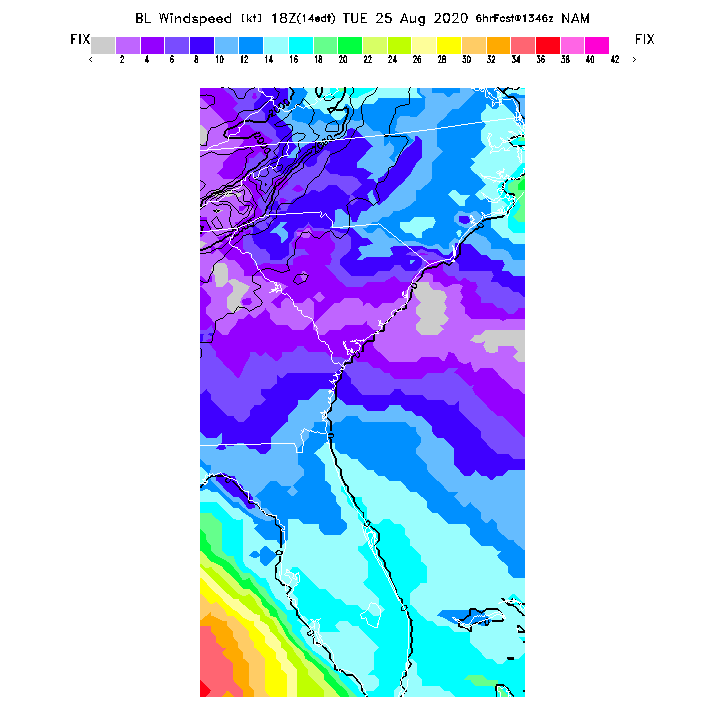 BL Windspeed [kt] 18Z(14edt) TUE 25 Aug 2020 6hrFcst@1346z NAM
FIX FIX
< 2 4 6 8 10 12 14 16 18 20 22 24 26 28 30 32 34 36 38 40 42 >